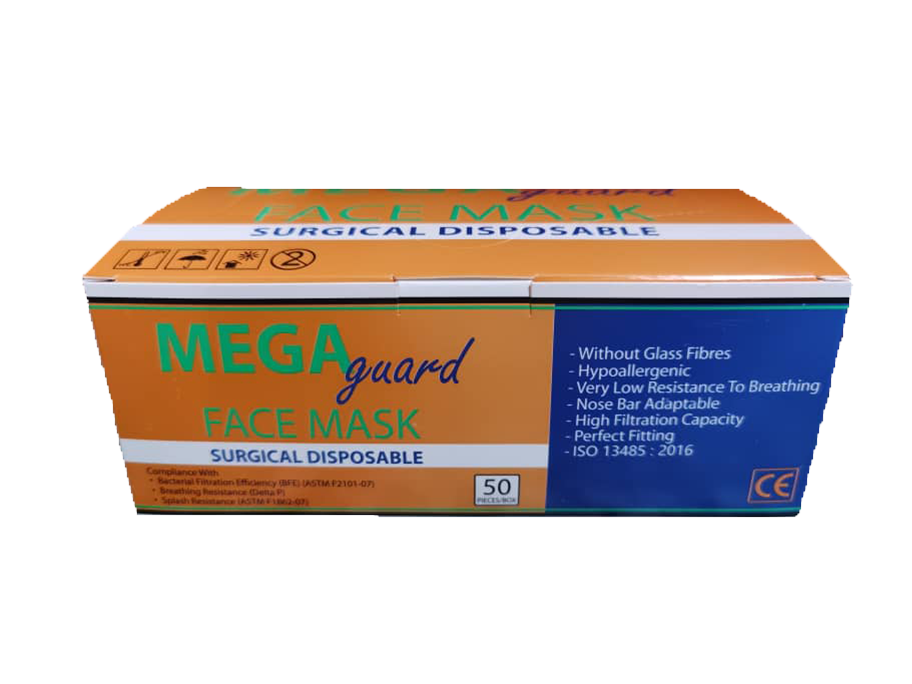 MEGA guard
FACE MASK
SURGICAL DISPOSABLE
MEGA guard
FACE MASK
SURGICAL DISPOSABLE
Compliance With
• Bacterial Filtration Efficiency (BFE) (ASTM F2101-07)
• Breathing Resistance (Delta P)
• Splash Resistance (ASTM F1862-07)
50
PIECES/BOX
- Without Glass Fibres
- Hypoallergenic
- Very Low Resistance To Breathing
- Nose Bar Adaptable
- High Filtration Capacity
- Perfect Fitting
- ISO 13485 : 2016
CE